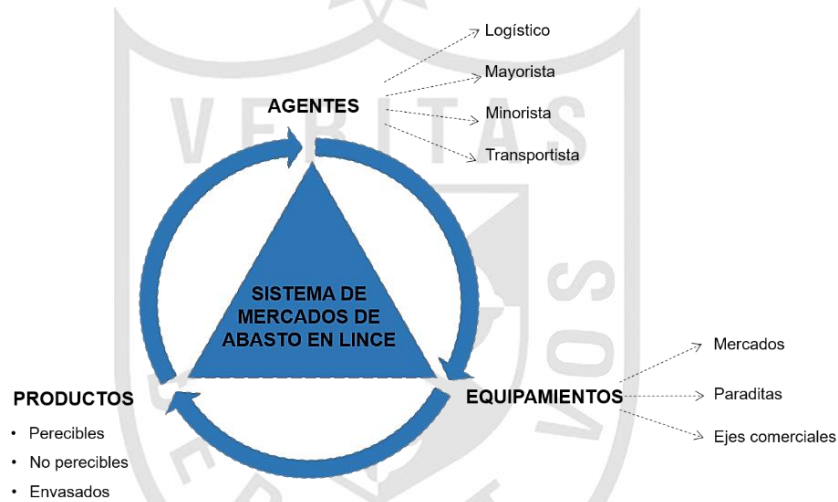 Logístico
Mayorista
AGENTES
Minorista
Transportista
VERITAS
SISTEMA DE
MERCADOS DE
ABASTO EN LINCE
Mercados
PRODUCTOS
EQUIPAMIENTOS
Paraditas
• Perecibles
• No perecibles
• Envasados
Ejes comerciales